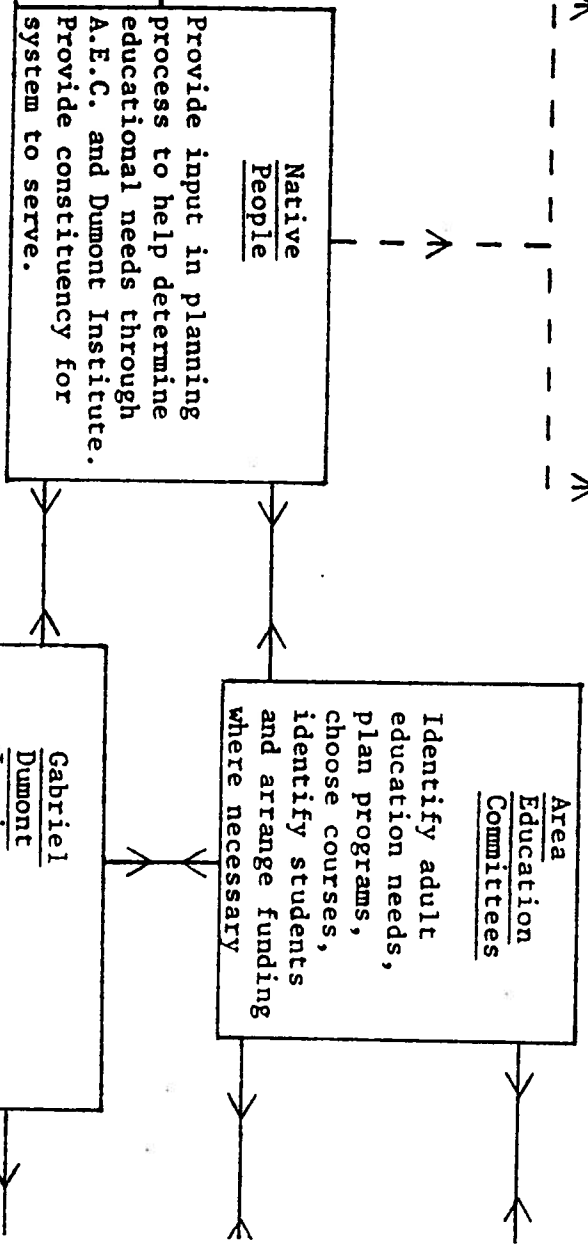 Native
People
Provide input in planning
process to help determine
educational needs through
A.E.C. and Dumont Institute.
Provide constituency for
system to serve.
Area
Education
Committees
Identify adult
education needs,
plan programs,
choose courses,
identify students
and arrange funding
where necessary
Gabriel
Dumont